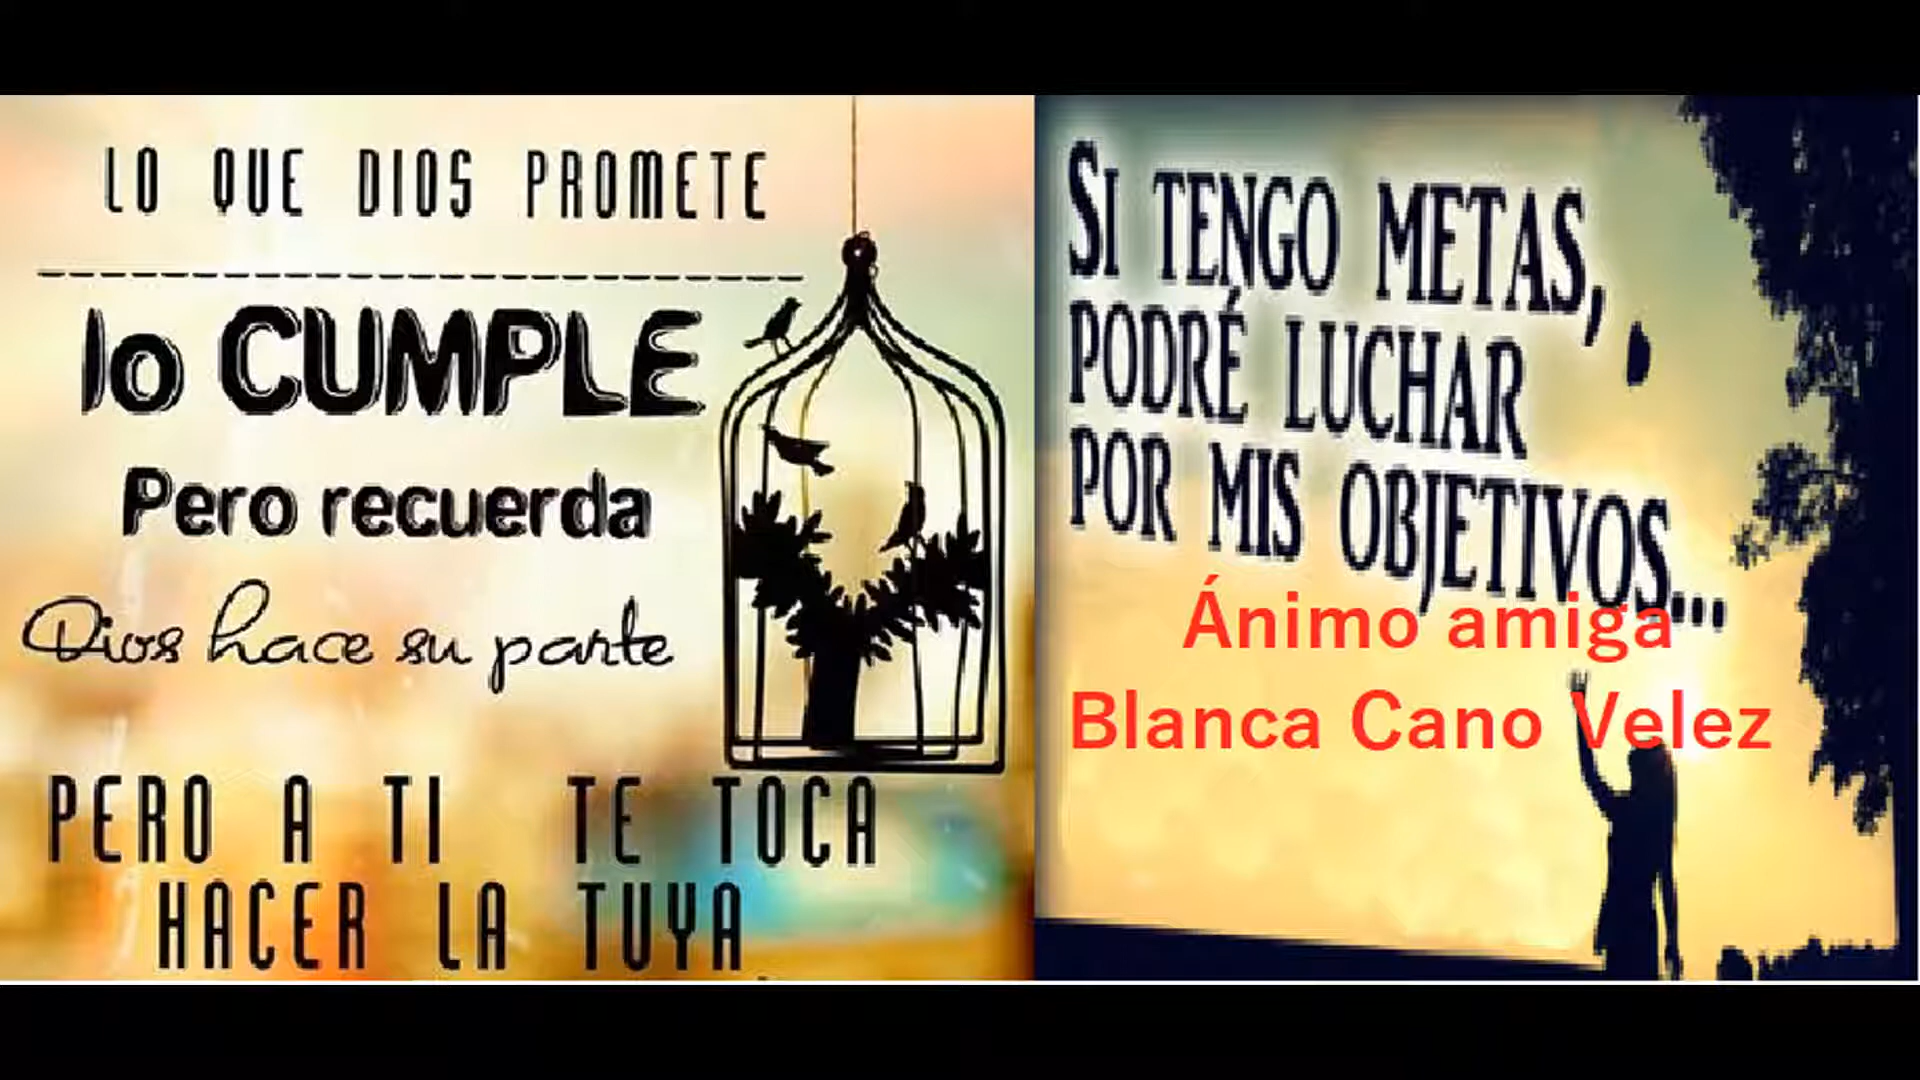 LO QUE DIOS PROMETE
lo CUMPLE
Pero recuerda
Dios hace su parte
PERO A TI TE TOCA
HACER LA TUYA
SI TENGO METAS,
PODRÉ LUCHAR
POR MIS OBJETIVOS...
Ánimo amiga
Blanca Cano Velez